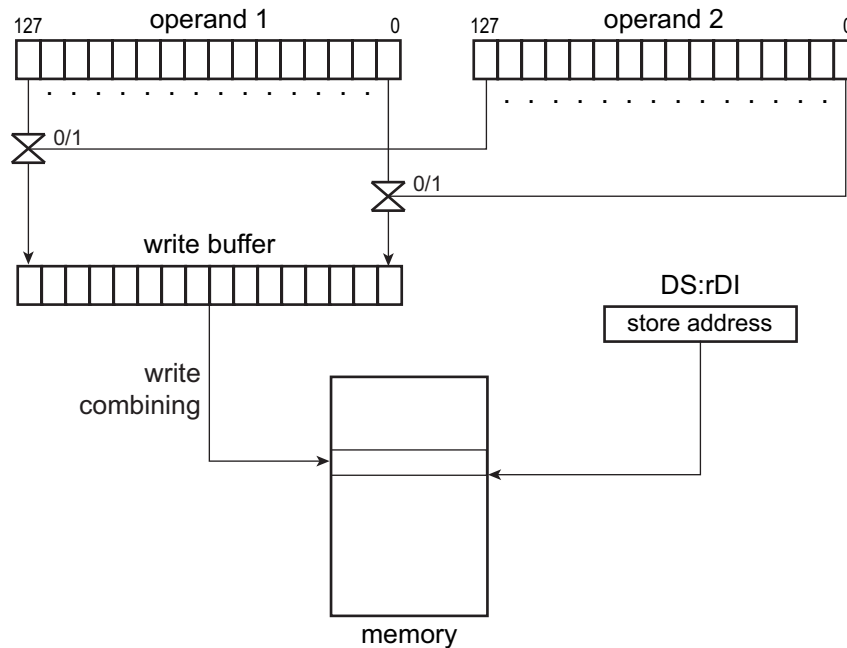 operand 1
operand 2
127
0
127
0
0/1
0/1
write buffer
DS:rDI
store address
write
combining
memory